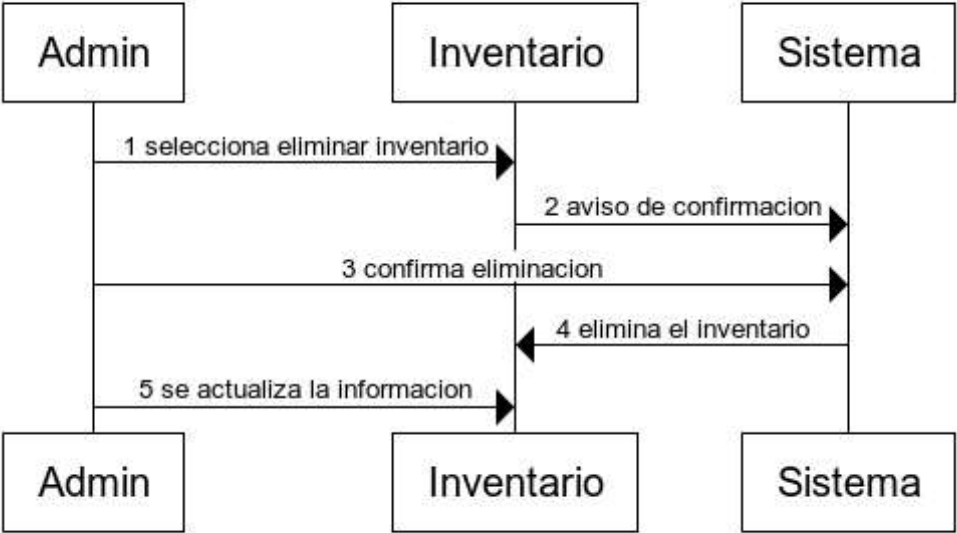 Admin
Inventario
Sistema
1 selecciona eliminar inventario
2 aviso de confirmacion
3 confirma eliminacion
4 elimina el inventario
5 se actualiza la informacion
Admin
Inventario
Sistema